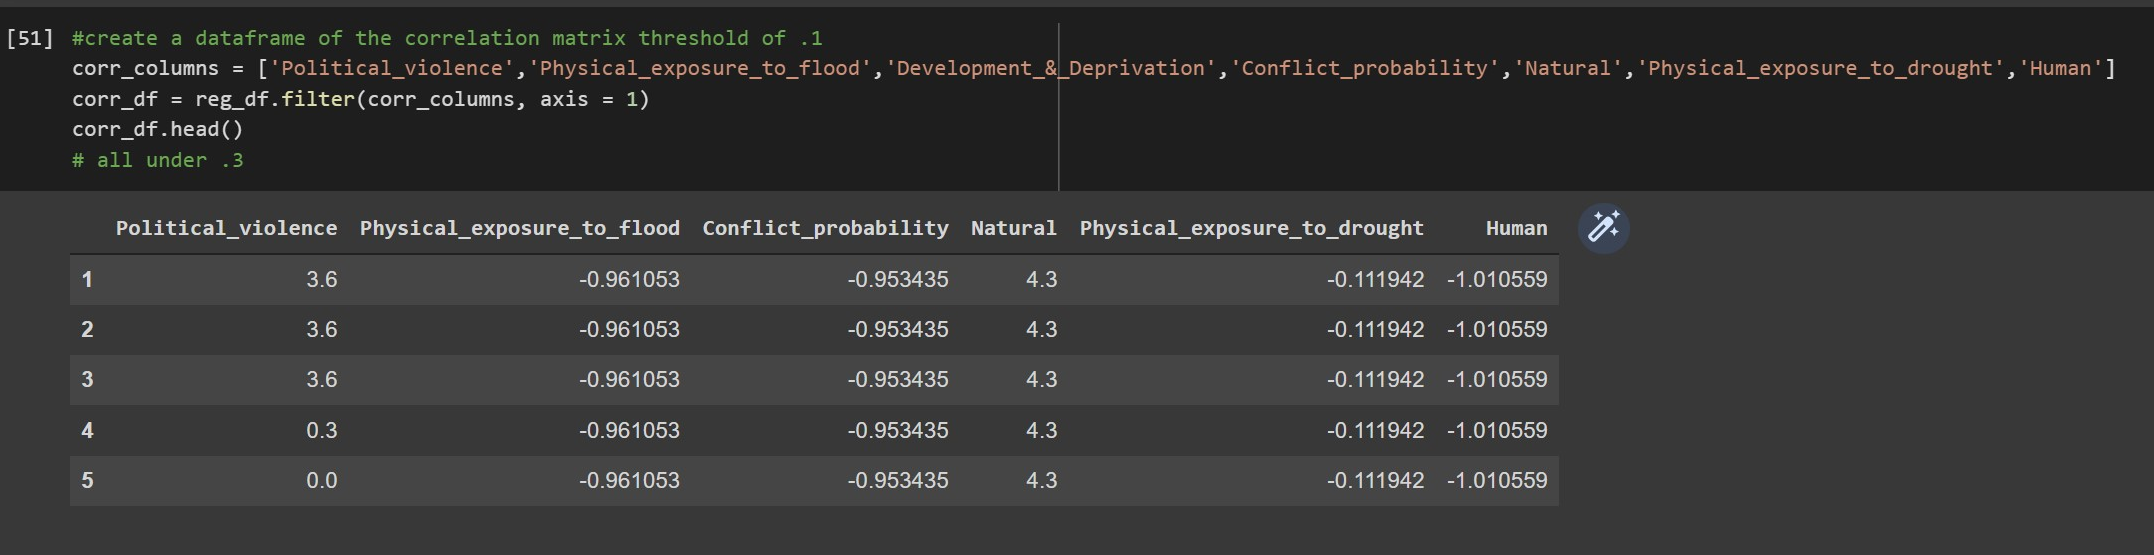 [51] #create a dataframe of the correlation matrix threshold of .1
corr_columns = ['Political_violence','Physical_exposure_to_flood','Development_&_Deprivation','Conflict_probability','Natural','Physical_exposure_to_drought','Human']
corr_df = reg_df.filter(corr_columns, axis = 1)
corr_df.head()
# all under .3
Political_violence Physical_exposure_to_flood Conflict_probability Natural Physical_exposure_to_drought Human
1 3.6 -0.961053 -0.953435 4.3 -0.111942 -1.010559
2 3.6 -0.961053 -0.953435 4.3 -0.111942 -1.010559
3 3.6 -0.961053 -0.953435 4.3 -0.111942 -1.010559
4 0.3 -0.961053 -0.953435 4.3 -0.111942 -1.010559
5 0.0 -0.961053 -0.953435 4.3 -0.111942 -1.010559